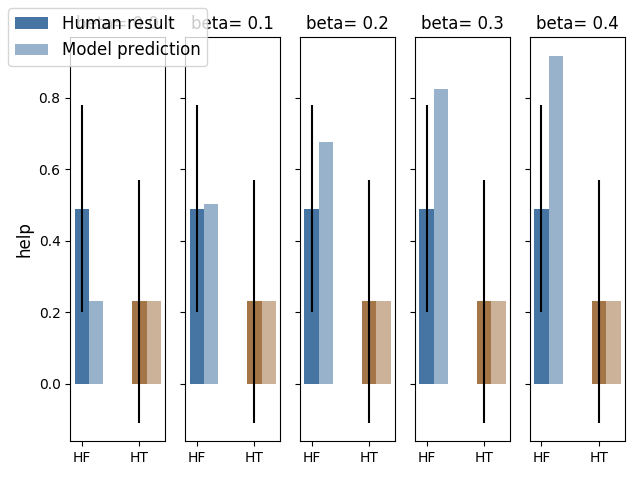 Human result
Model prediction
beta= 0.1
beta= 0.2
beta= 0.3
beta= 0.4
help
0.8
0.6
0.4
0.2
0.0
HF
HT
HF
HT
HF
HT
HF
HT
HF
HT